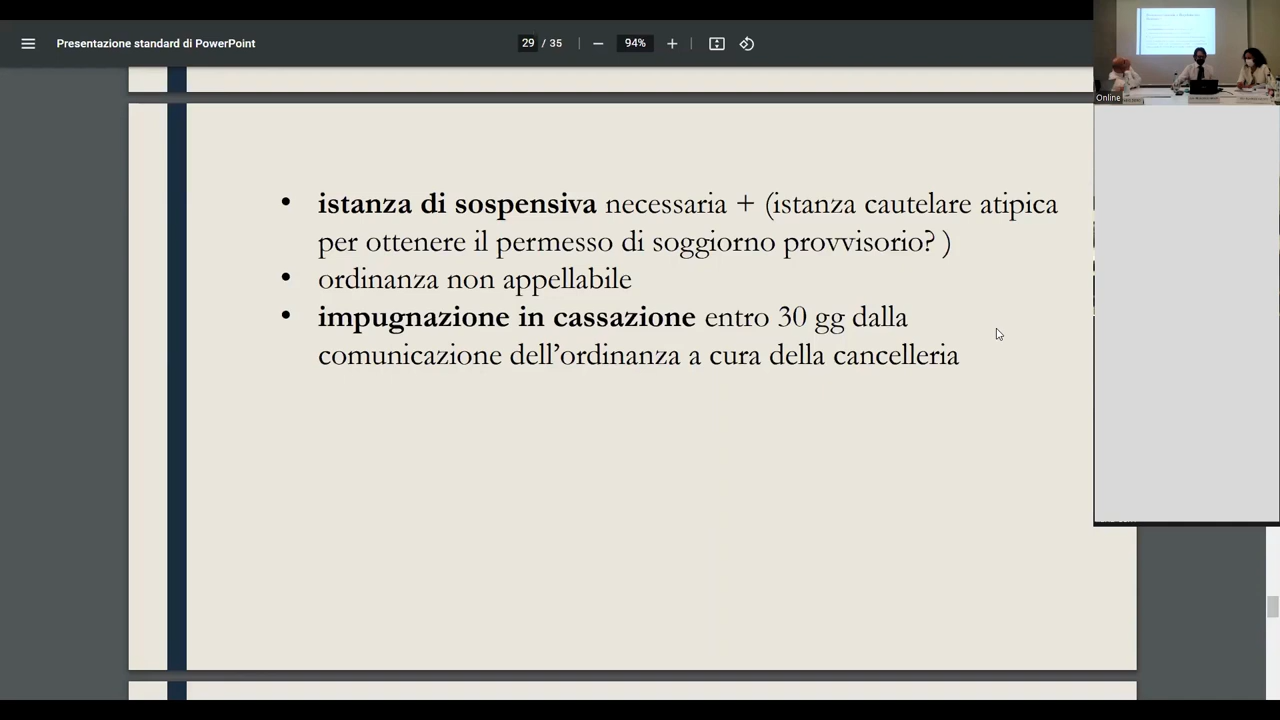 Presentazione standard di PowerPoint
29 / 35
94%
Online
• istanza di sospensiva necessaria + (istanza cautelare atipica
per ottenere il permesso di soggiorno provvisorio? )
• ordinanza non appellabile
• impugnazione in cassazione entro 30 gg dalla
comunicazione dell’ordinanza a cura della cancelleria